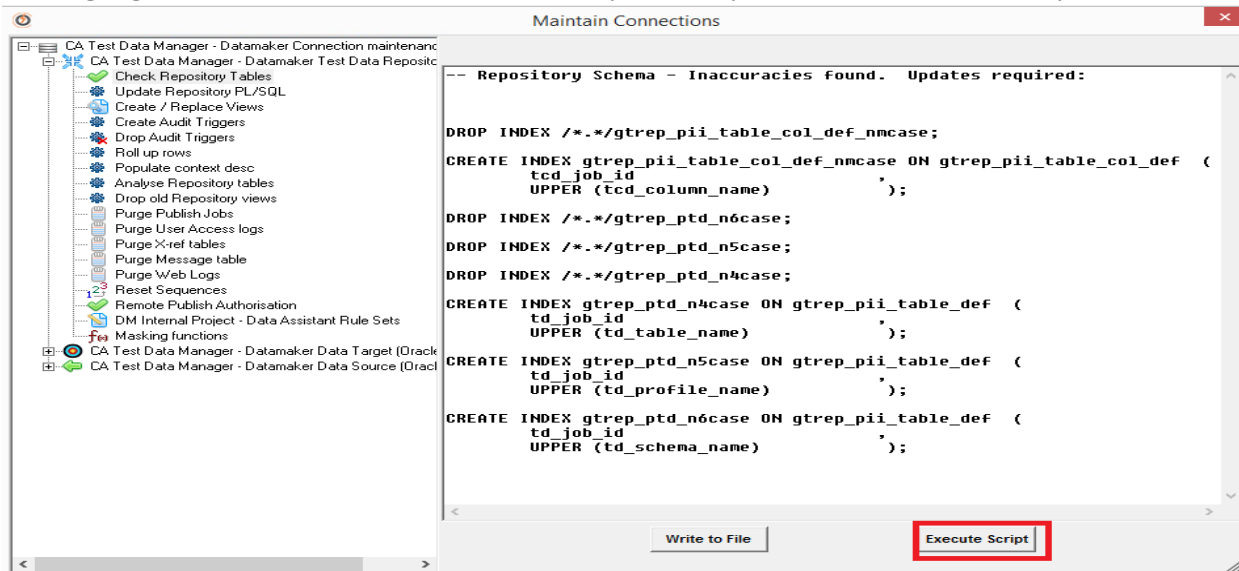 Maintain Connections
CA Test Data Manager - Datamaker Connection maintenanc
CA Test Data Manager - Datamaker Test Data Reposito
Check Repository Tables
Update Repository PL/SQL
Create / Replace Views
Create Audit Triggers
Drop Audit Triggers
Roll up rows
Populate context desc
Analyse Repository tables
Drop old Repository views
Purge Publish Jobs
Purge User Access logs
Purge X-ref tables
Purge Message table
Purge Web Logs
Reset Sequences
Remote Publish Authorisation
DM Internal Project - Data Assistant Rule Sets
Masking functions
CA Test Data Manager - Datamaker Data Target (Oracle
CA Test Data Manager - Datamaker Data Source (Oracl
-- Repository Schema - Inaccuracies found.  Updates required:
DROP INDEX /*.*/gtrep_pii_table_col_def_nmcase;
CREATE INDEX gtrep_pii_table_col_def_nmcase ON gtrep_pii_table_col_def  (
tcd_job_id                      ,
UPPER (tcd_column_name)          );
DROP INDEX /*.*/gtrep_ptd_n6case;
DROP INDEX /*.*/gtrep_ptd_n5case;
DROP INDEX /*.*/gtrep_ptd_n4case;
CREATE INDEX gtrep_ptd_n4case ON gtrep_pii_table_def  (
td_job_id                       ,
UPPER (td_table_name)            );
CREATE INDEX gtrep_ptd_n5case ON gtrep_pii_table_def  (
td_job_id                       ,
UPPER (td_profile_name)          );
CREATE INDEX gtrep_ptd_n6case ON gtrep_pii_table_def  (
td_job_id                       ,
UPPER (td_schema_name)           );
Write to File
Execute Script